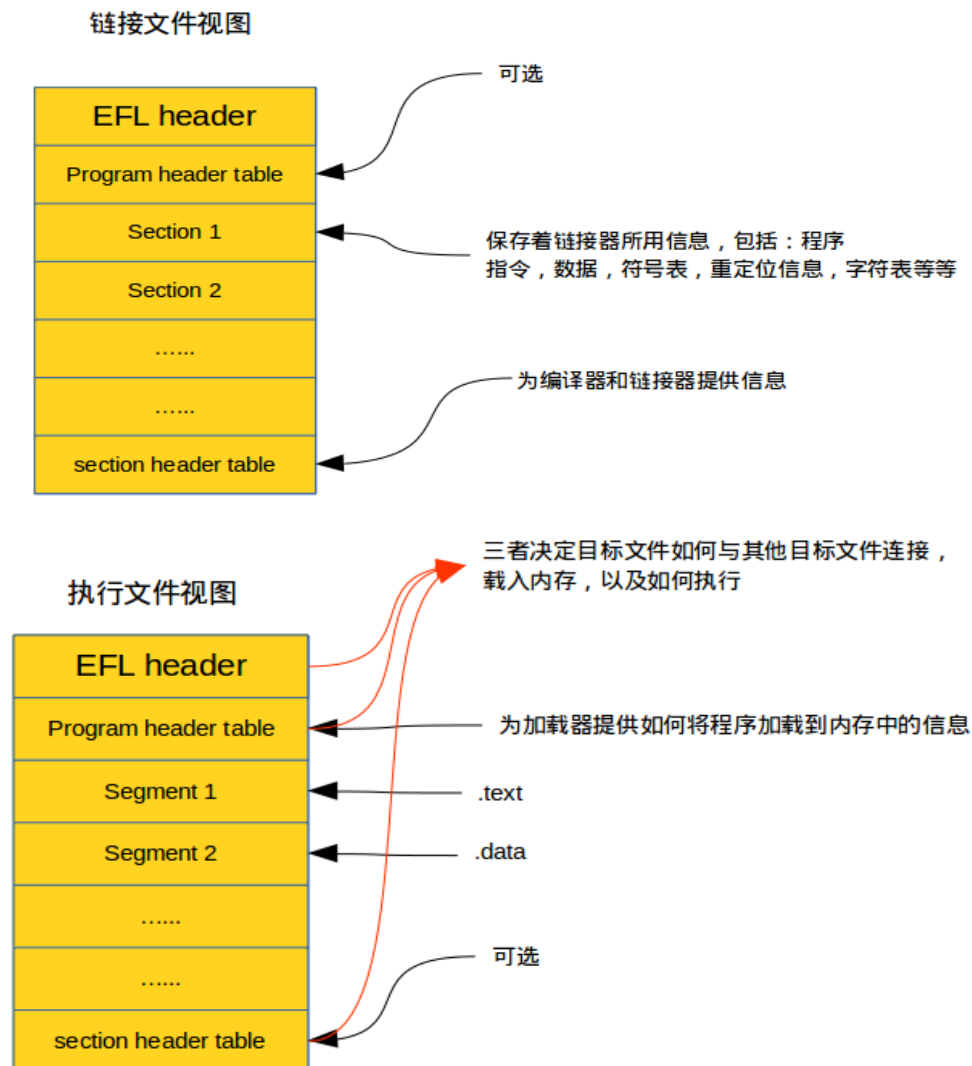 链接文件视图
可选
EFL header
Program header table
Section 1
保存着链接器所用信息，包括：程序
指令，数据，符号表，重定位信息，字符表等等
Section 2
…...
为编译器和链接器提供信息
…...
section header table
三者决定目标文件如何与其他目标文件连接，
载入内存，以及如何执行
执行文件视图
EFL header
Program header table
为加载器提供如何将程序加载到内存中的信息
Segment 1
.text
Segment 2
.data
…...
可选
…...
section header table